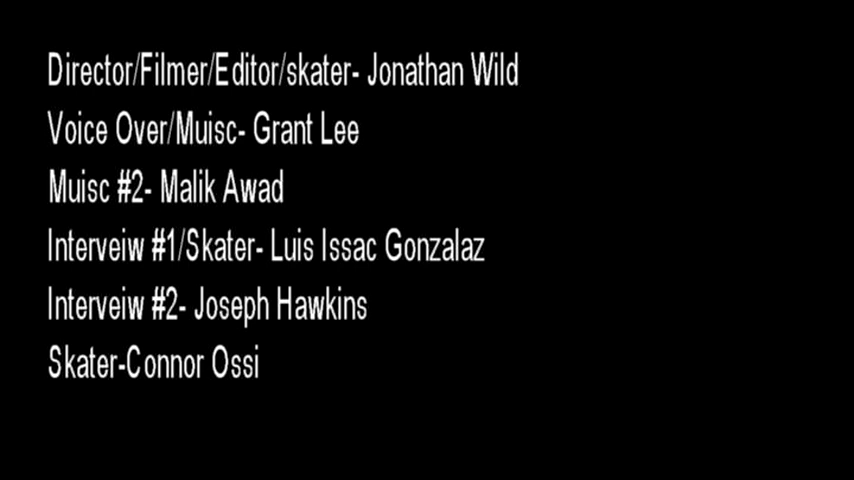 Director/Filmer/Editor/skater- Jonathan Wild
Voice Over/Muisc- Grant Lee
Muisc #2- Malik Awad
Interveiw #1/Skater- Luis Issac Gonzalaz
Interveiw #2- Joseph Hawkins
Skater-Connor Ossi